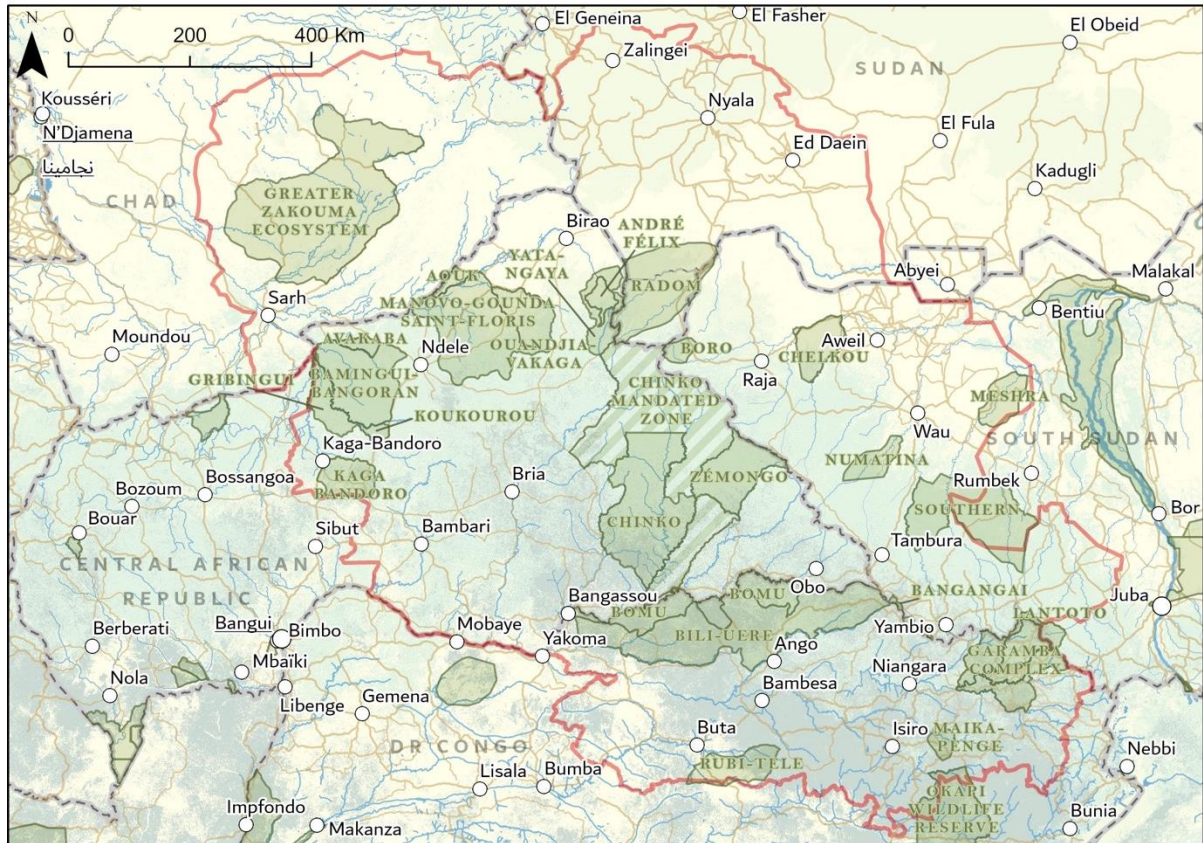 N
0 200 400 Km
El Geneina
El Fasher
El Obeid
Zalingei
SUDAN
Kousséri
N'Djamena
نجامينا
Nyala
El Fula
Ed Daein
Kadugli
CHAD
GREATER
ZAKOUMA
ECOSYSTEM
Birao
ANDRÉ
FÉLIX
YATA-
NGAYA
RADOM
Abyei
Malakal
AOUK
MANOVO-GOUNDA
SAINT-FLORIS
Sarh
Bentiu
Moundou
AVAKABA
Ndele
OUANDJIA
VAKAGA
BORO
Raja
CHELKOU
Aweil
GRIBINGUI
BAMINGUI-
BANGORAN
KOUKOUROU
CHINKO
MANDATED
ZONE
MESHRA
Wau
SOUTH SUDAN
Kaga-Bandoro
KAGA
BANDORO
Bria
ZEMONGO
NUMATINA
Rumbek
Bossangoa
Bozoum
Bouar
SOUTHERN
Bor
CHINKO
Sibut
Bambari
Tambura
CENTRAL AFRICAN
REPUBLIC
Obo
Bangassou
BOMU
BOMU
BANGANGAI
LANTOTO
Juba
Berberati
Bangui
Bimbo
Mobaye
Yakoma
BILI-UERE
Ango
Yambio
GARAMBA
COMPLEX
Mbaïki
Nola
Libenge
Gemena
Bambesa
Niangara
DR CONGO
Buta
RUBI-TELE
Isiro
MAIKA-
PENGE
Nebbi
Lisala
Bumba
OKAPI
WILDLIFE
RESERVE
Impfondo
Makanza
Bunia